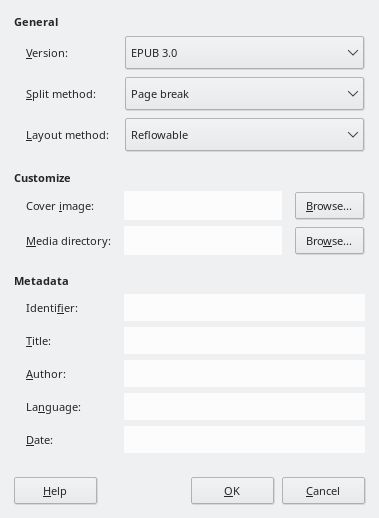 General
Version:
EPUB 3.0
Split method:
Page break
Layout method:
Reflowable
Customize
Cover image:
Browse...
Media directory:
Browse...
Metadata
Identifier:
Title:
Author:
Language:
Date:
Help
OK
Cancel